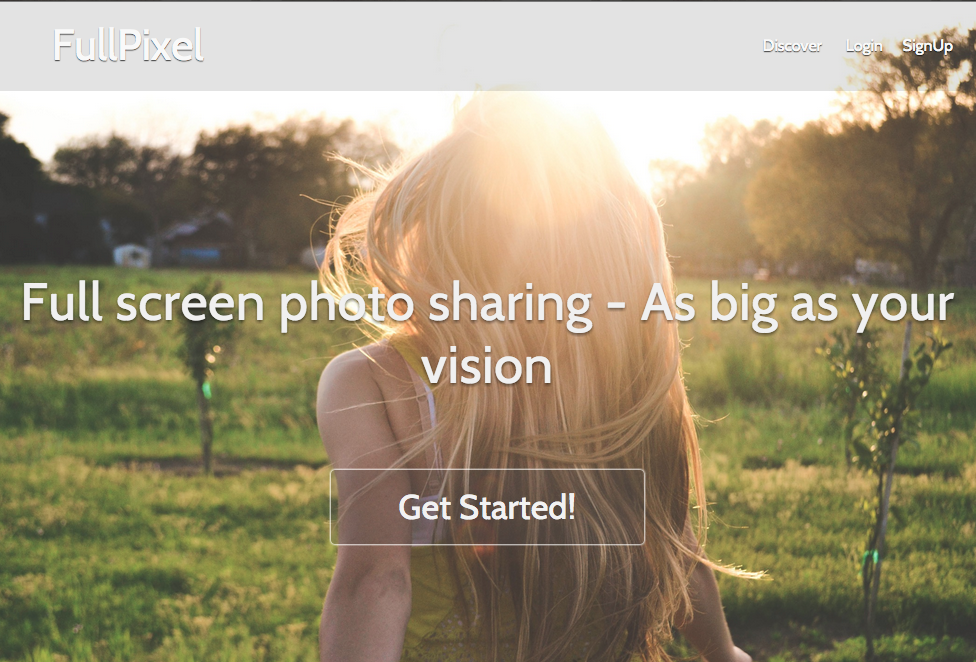 FullPixel
Discover Login SignUp
Full screen photo sharing - As big as your
vision
Get Started!